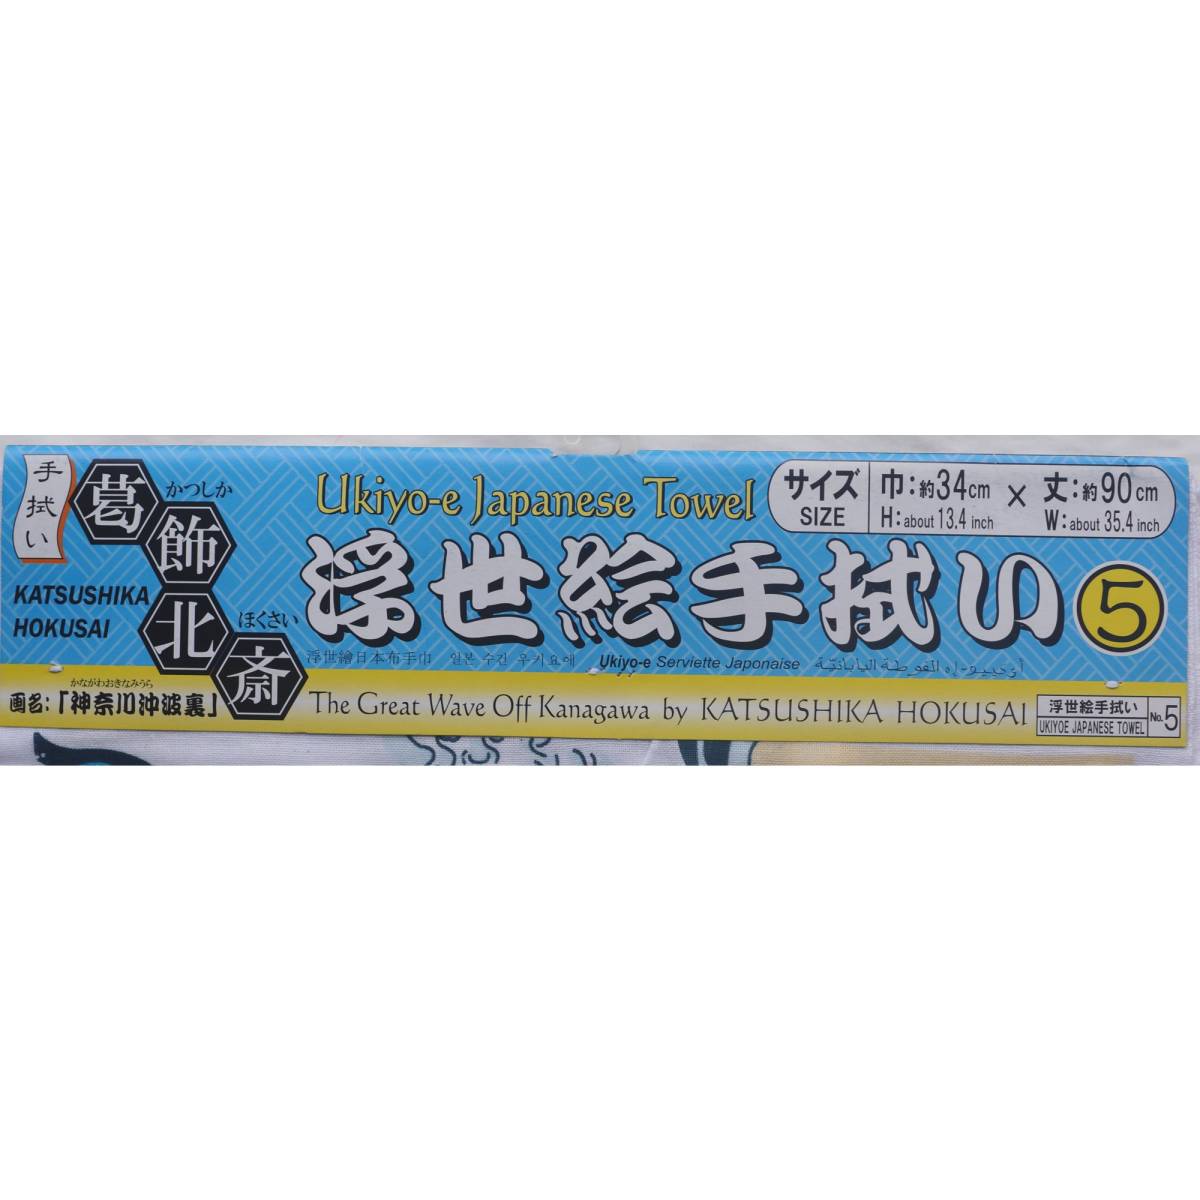 手拭い
葛飾北斎
かつしか
ほくさい
KATSUSHIKA
HOKUSAI
かながわおきなみうら
画名:「神奈川沖波裏」
Ukiyo-e Japanese Towel
サイズ
SIZE
巾:約34cm × 丈:約90cm
H: about 13.4 inch W: about 35.4 inch
浮世絵手拭い 5
浮世繪日本布手巾 일본 수건 우키요에 Ukiyo-e Serviette Japonaise
The Great Wave Off Kanagawa by KATSUSHIKA HOKUSAI
浮世絵手拭い
UKIYOE JAPANESE TOWEL
No.5